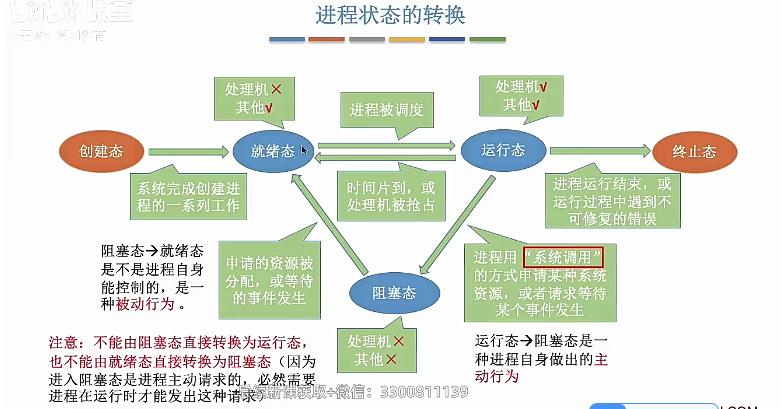 进程状态的转换
处理机×
其他√
进程被调度
处理机√
其他√
创建态
就绪态
运行态
终止态
系统完成创建进
程的一系列工作
时间片到，或
处理机被抢占
进程运行结束，或
运行过程中遇到不
可修复的错误
阻塞态→就绪态
是不是进程自身
能控制的，是一
种被动行为。
申请的资源被
分配，或等待
的事件发生
进程用“系统调用”
的方式申请某种系统
资源，或者请求等待
某个事件发生
阻塞态
处理机×
其他×
运行态→阻塞态是一
种进程自身做出的主
动行为
注意：不能由阻塞态直接转换为运行态，
也不能由就绪态直接转换为阻塞态（因为
进入阻塞态是进程主动请求的，必然需要
进程在运行时才能发出这种请求）
微信：3300811139